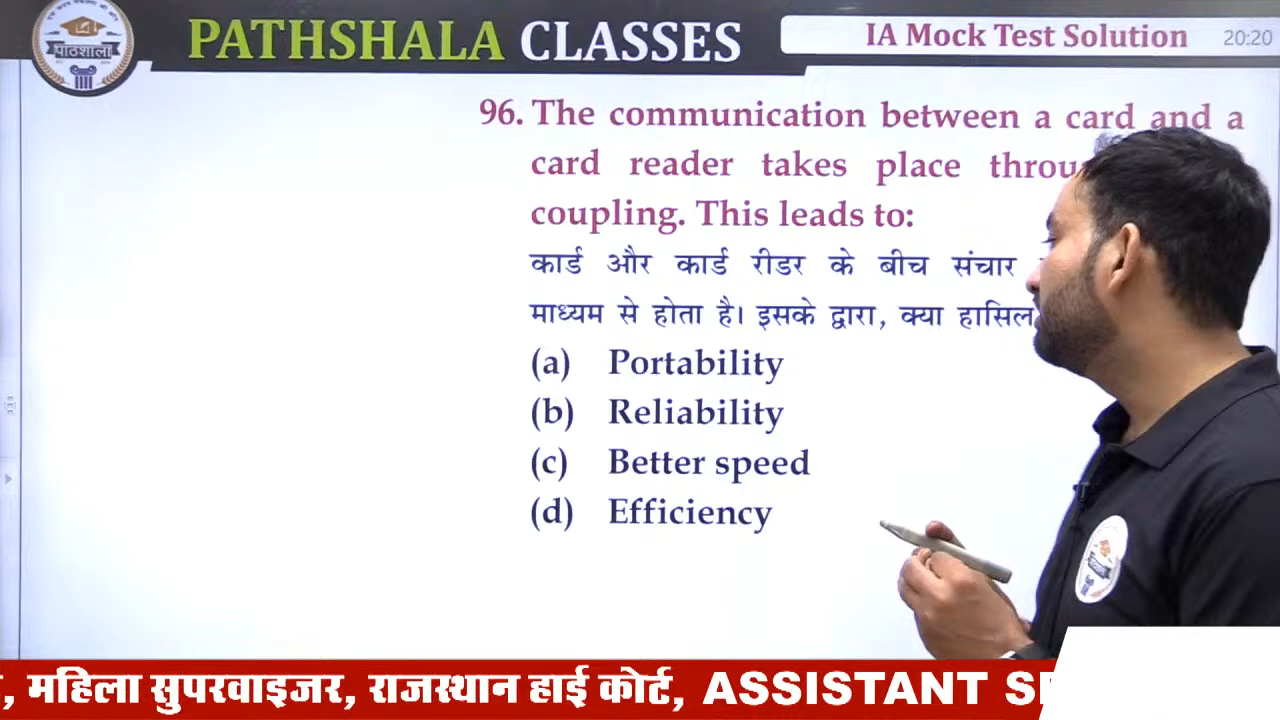 पाठशाला
PATHSHALA CLASSES
IA Mock Test Solution
20:20
96. The communication between a card and a
card reader takes place
coupling. This leads to:
कार्ड और कार्ड रीडर के बीच संचार
माध्यम से होता है। इसके द्वारा, क्या हासिल
(a) Portability
(b) Reliability
(c) Better speed
(d) Efficiency
, महिला सुपरवाइजर, राजस्थान हाई कोर्ट, ASSISTANT